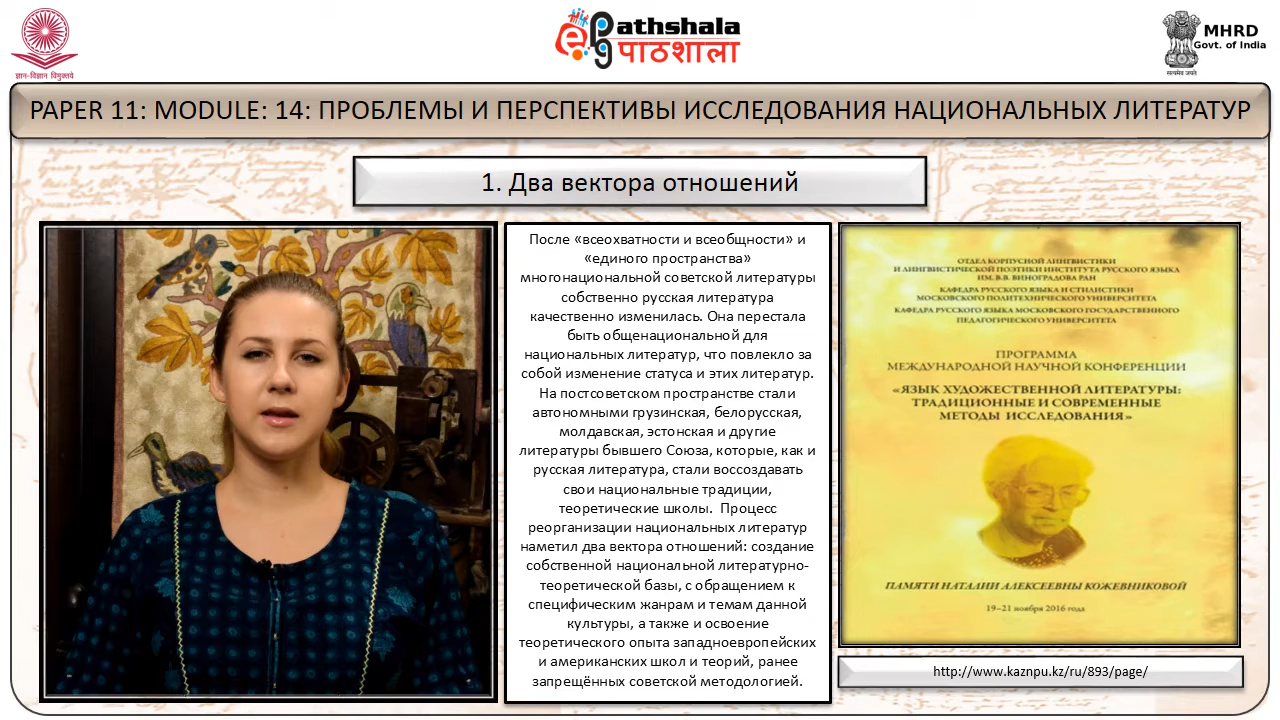 ज्ञान-विज्ञान विमुक्तये
ePathshala
पाठशाला
MHRD
Govt. of India
सत्यमेव जयते
PAPER 11: MODULE: 14: ПРОБЛЕМЫ И ПЕРСПЕКТИВЫ ИССЛЕДОВАНИЯ НАЦИОНАЛЬНЫХ ЛИТЕРАТУР
1. Два вектора отношений
После «всеохватности и всеобщности» и
«единого пространства»
многонациональной советской литературы
собственно русская литература
качественно изменилась. Она перестала
быть общенациональной для
национальных литератур, что повлекло за
собой изменение статуса и этих литератур.
На постсоветском пространстве стали
автономными грузинская, белорусская,
молдавская, эстонская и другие
литературы бывшего Союза, которые, как и
русская литература, стали воссоздавать
свои национальные традиции,
теоретические школы. Процесс
реорганизации национальных литератур
наметил два вектора отношений: создание
собственной национальной литературно-
теоретической базы, с обращением к
специфическим жанрам и темам данной
культуры, а также и освоение
теоретического опыта западноевропейских
и американских школ и теорий, ранее
запрещённых советской методологией.
ОТДЕЛ КОРПУСНОЙ ЛИНГВИСТИКИ
И ЛИНГВИСТИЧЕСКОЙ ПОЭТИКИ ИНСТИТУТА РУССКОГО ЯЗЫКА
ИМ. В.В. ВИНОГРАДОВА РАН
КАФЕДРА РУССКОГО ЯЗЫКА И СТИЛИСТИКИ
МОСКОВСКОГО ПОЛИТЕХНИЧЕСКОГО УНИВЕРСИТЕТА
КАФЕДРА РУССКОГО ЯЗЫКА МОСКОВСКОГО ГОСУДАРСТВЕННОГО
ПЕДАГОГИЧЕСКОГО УНИВЕРСИТЕТА
ПРОГРАММА
МЕЖДУНАРОДНОЙ НАУЧНОЙ КОНФЕРЕНЦИИ
«ЯЗЫК ХУДОЖЕСТВЕННОЙ ЛИТЕРАТУРЫ:
ТРАДИЦИОННЫЕ И СОВРЕМЕННЫЕ
МЕТОДЫ ИССЛЕДОВАНИЯ»
ПАМЯТИ НАТАЛИИ АЛЕКСЕЕВНЫ КОЖЕВНИКОВОЙ
19–21 ноября 2016 года
http://www.kaznpu.kz/ru/893/page/